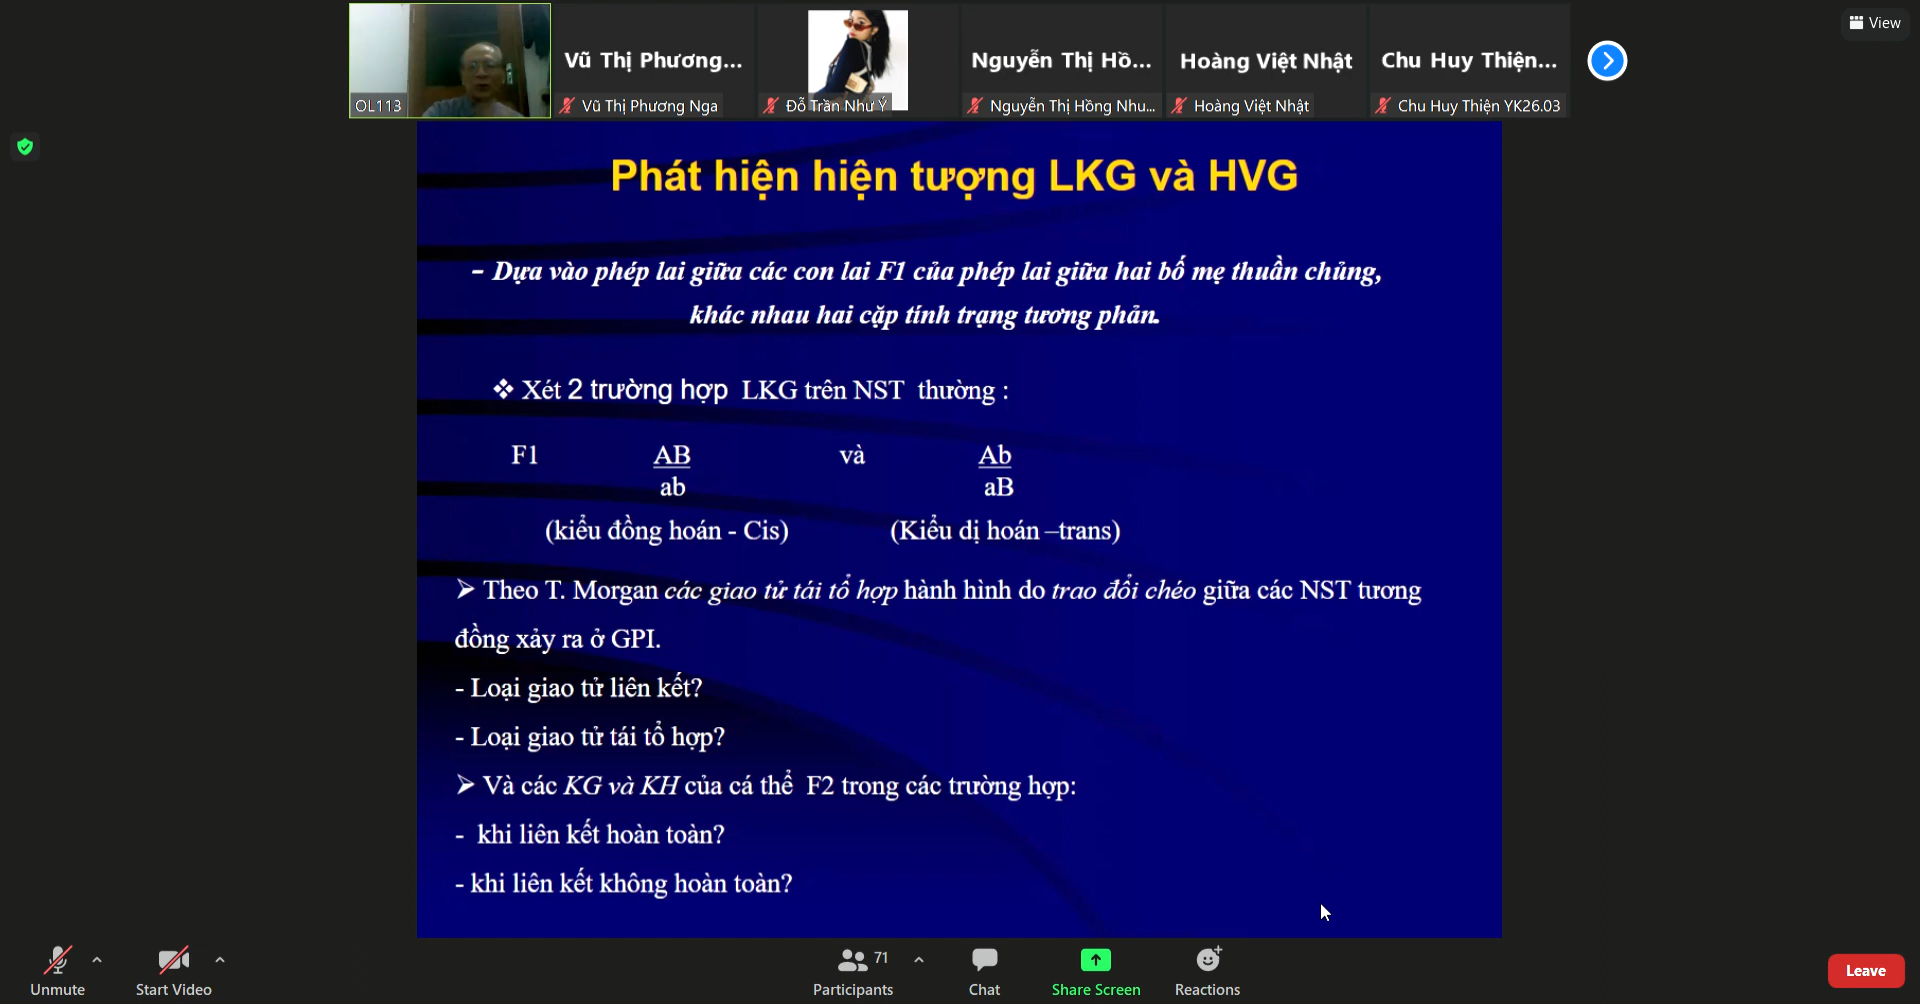 View
OL113
Vũ Thị Phương...
Vũ Thị Phương Nga
Đỗ Trần Như Ý
Nguyễn Thị Hồ...
Nguyễn Thị Hồng Nhu...
Hoàng Việt Nhật
Hoàng Việt Nhật
Chu Huy Thiện...
Chu Huy Thiện YK26.03
Phát hiện hiện tượng LKG và HVG
- Dựa vào phép lai giữa các con lai F1 của phép lai giữa hai bố mẹ thuần chủng,
khác nhau hai cặp tính trạng tương phản.
❖ Xét 2 trường hợp LKG trên NST thường :
F1 AB và Ab
ab aB
(kiểu đồng hoán - Cis) (Kiểu dị hoán –trans)
➢ Theo T. Morgan các giao tử tái tổ hợp hành hình do trao đổi chéo giữa các NST tương
đồng xảy ra ở GPI.
- Loại giao tử liên kết?
- Loại giao tử tái tổ hợp?
➢ Và các KG và KH của cá thể F2 trong các trường hợp:
- khi liên kết hoàn toàn?
- khi liên kết không hoàn toàn?
Unmute
Start Video
71
Participants
Chat
Share Screen
Reactions
Leave